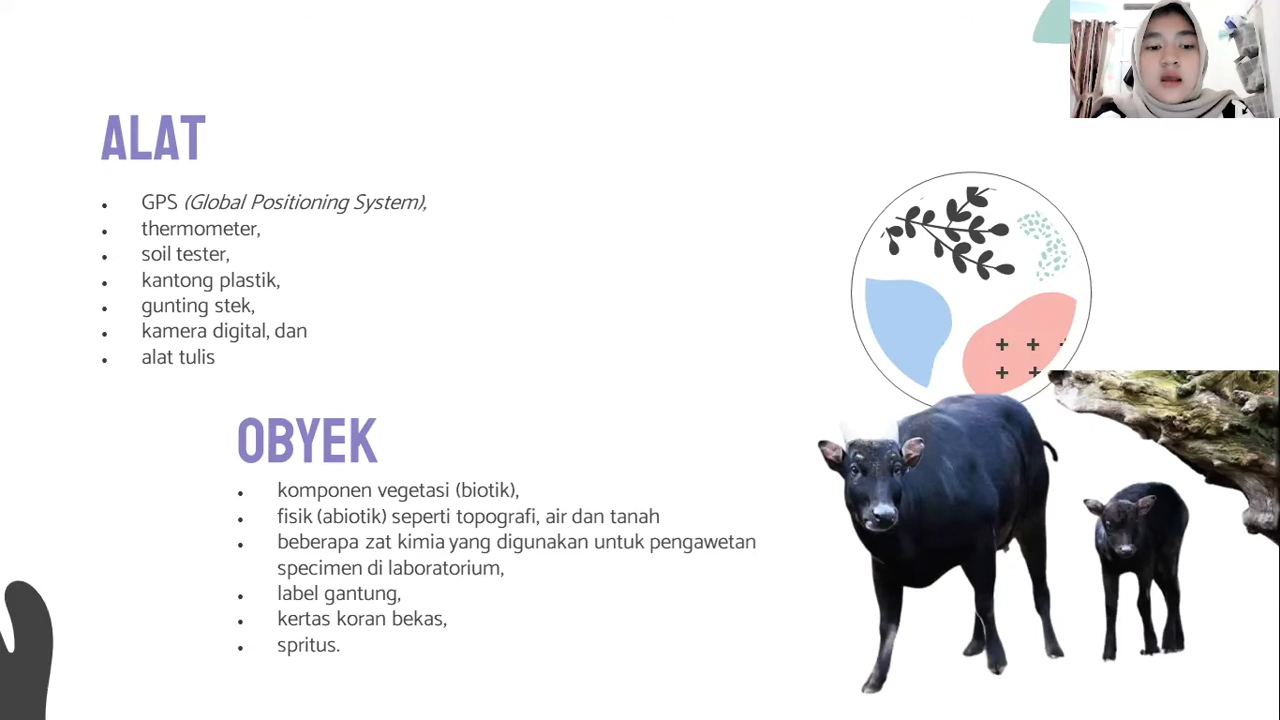 ALAT
• GPS (Global Positioning System),
• thermometer,
• soil tester,
• kantong plastik,
• gunting stek,
• kamera digital, dan
• alat tulis
OBYEK
• komponen vegetasi (biotik),
• fisik (abiotik) seperti topografi, air dan tanah
• beberapa zat kimia yang digunakan untuk pengawetan
specimen di laboratorium,
• label gantung,
• kertas koran bekas,
• spritus.